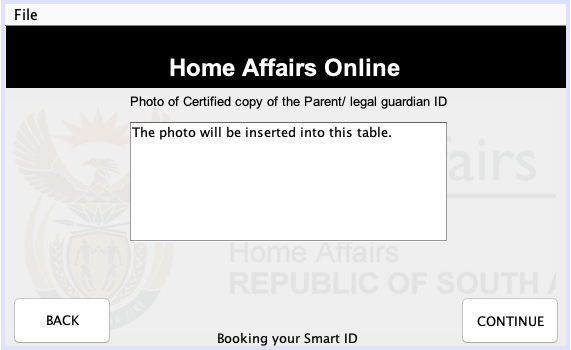 File
Home Affairs Online
Photo of Certified copy of the Parent/ legal guardian ID
The photo will be inserted into this table.
affairs
Home Affairs
REPUBLIC OF SOUTH A
BACK
CONTINUE
Booking your Smart ID